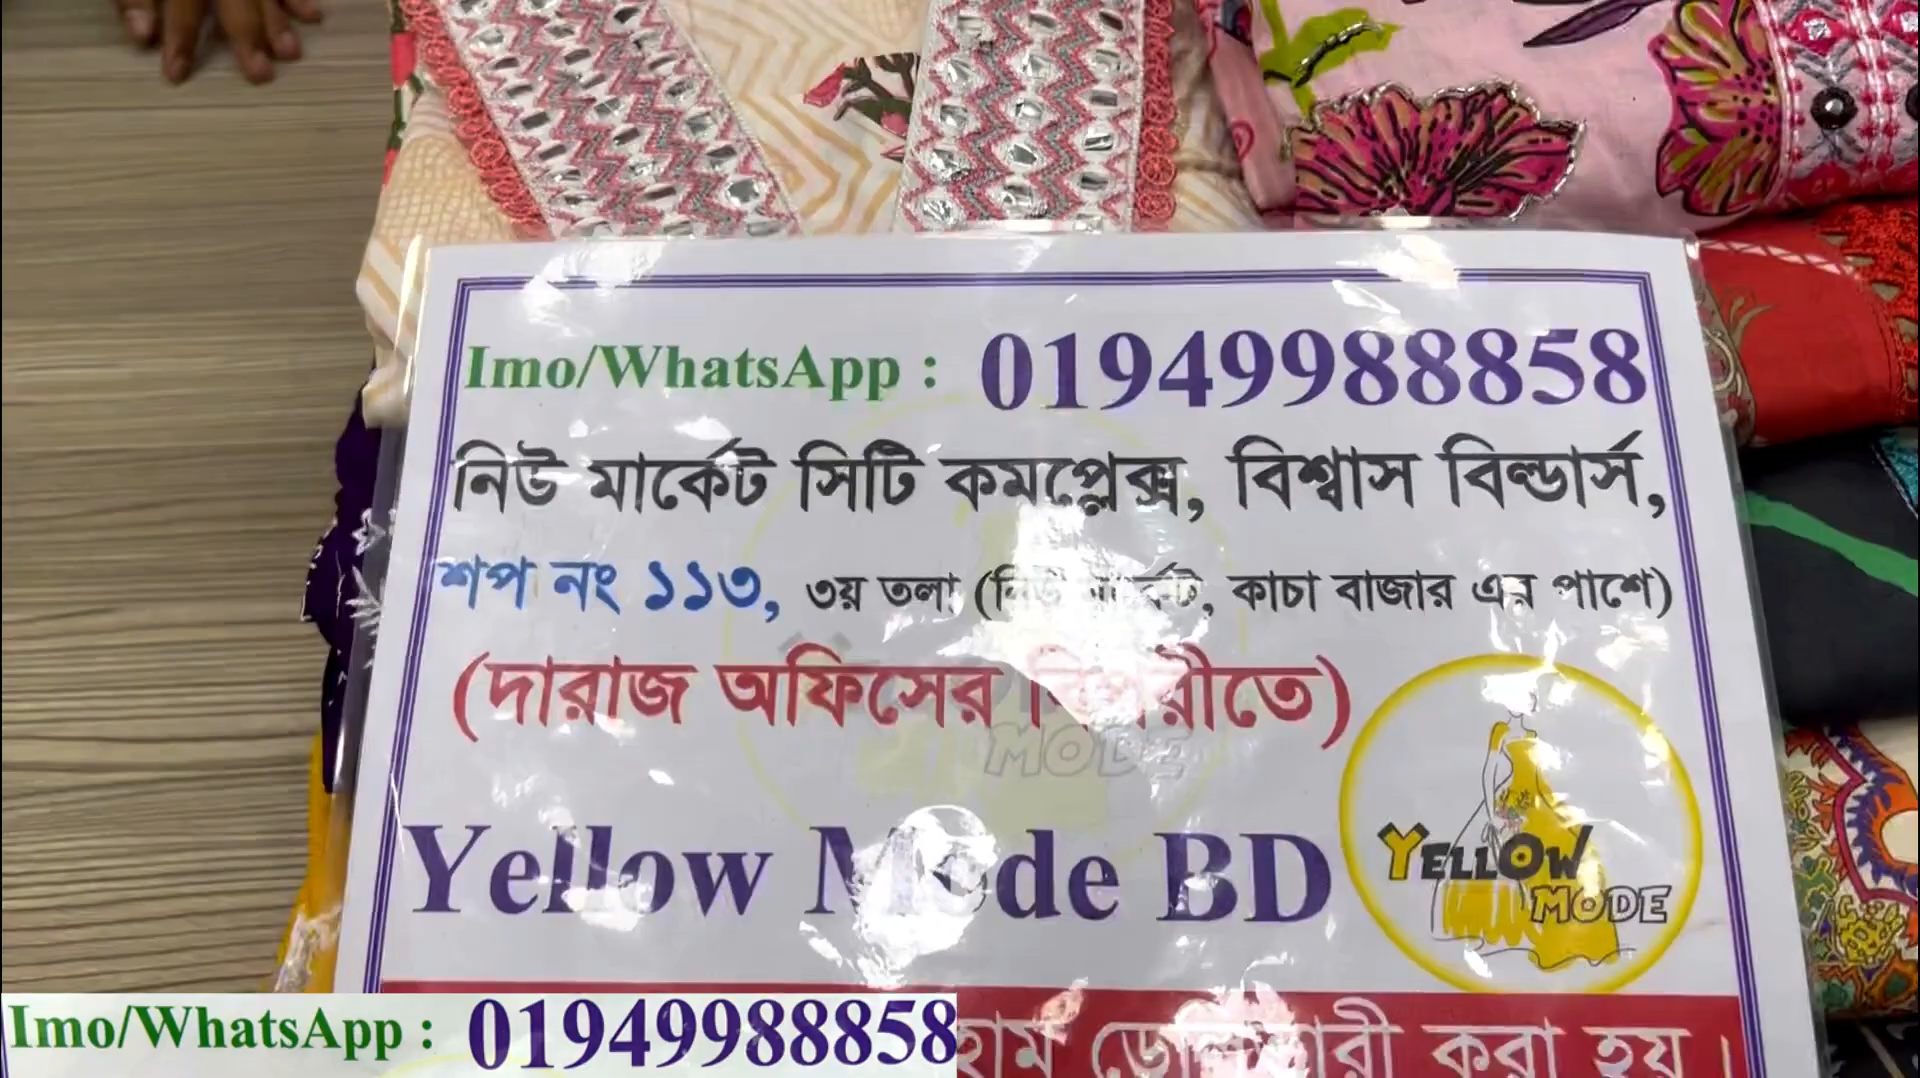 Imo/WhatsApp : 01949988858
নিউ মার্কেট সিটি কমপ্লেক্স, বিশ্বাস বিল্ডার্স,
শপ নং ১১৩, ৩য় তলা (নিউ মার্কেট, কাচা বাজার এর পাশে)
(দারাজ অফিসের বিপরীতে)
MODE
Yellow Mode BD
YELLOW
MODE
Imo/WhatsApp : 01949988858
হোম ডেলিভারী করা হয়।